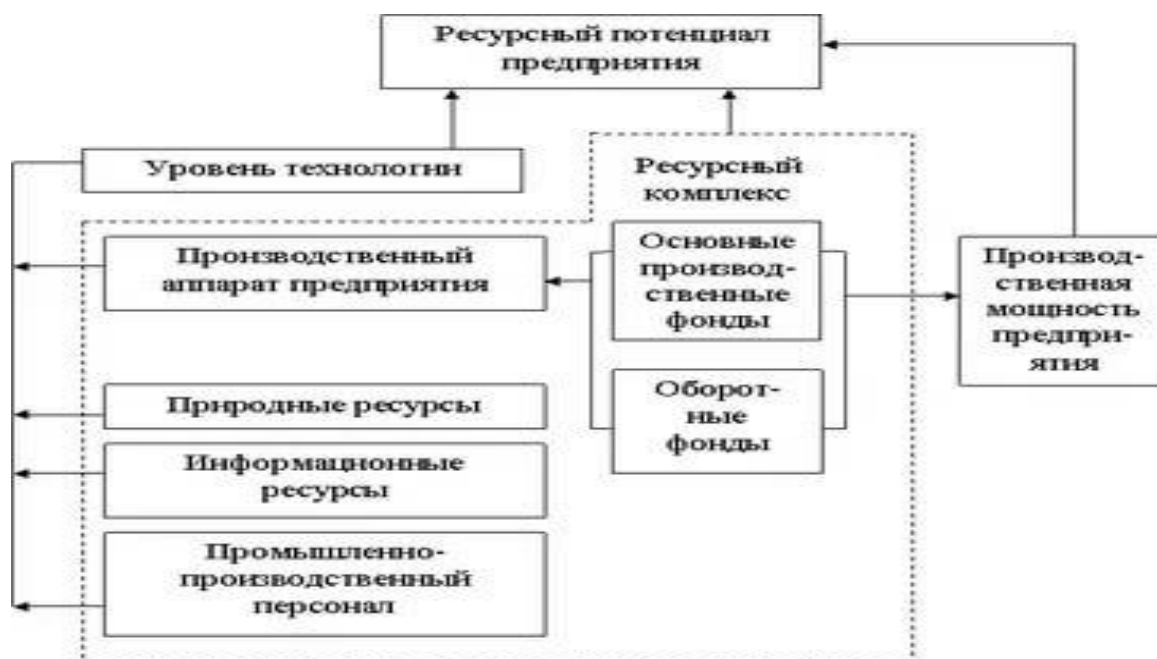 Ресурсный потенциал
предприятия
Уровень технологии
Ресурсный
комплекс
Производственный
аппарат предприятия
Основные
производ-
ственные
фонды
Производ-
ственная
мощность
предпри-
ятия
Природные ресурсы
Оборот-
ные
фонды
Информационные
ресурсы
Промышленно-
производственный
персонал